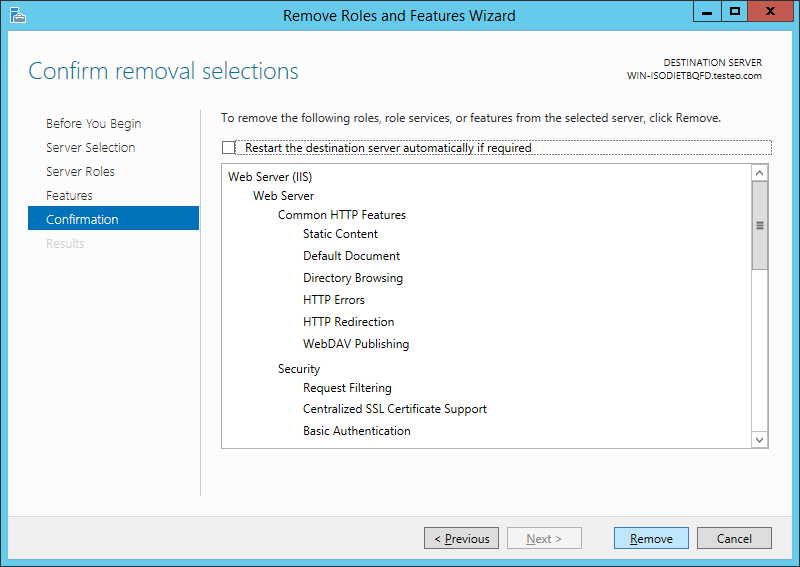 Remove Roles and Features Wizard
Confirm removal selections
DESTINATION SERVER
WIN-ISODIETBQFD.testeo.com
Before You Begin
Server Selection
Server Roles
Features
Confirmation
Results
To remove the following roles, role services, or features from the selected server, click Remove.
Restart the destination server automatically if required
Web Server (IIS)
Web Server
Common HTTP Features
Static Content
Default Document
Directory Browsing
HTTP Errors
HTTP Redirection
WebDAV Publishing
Security
Request Filtering
Centralized SSL Certificate Support
Basic Authentication
< Previous
Next >
Remove
Cancel